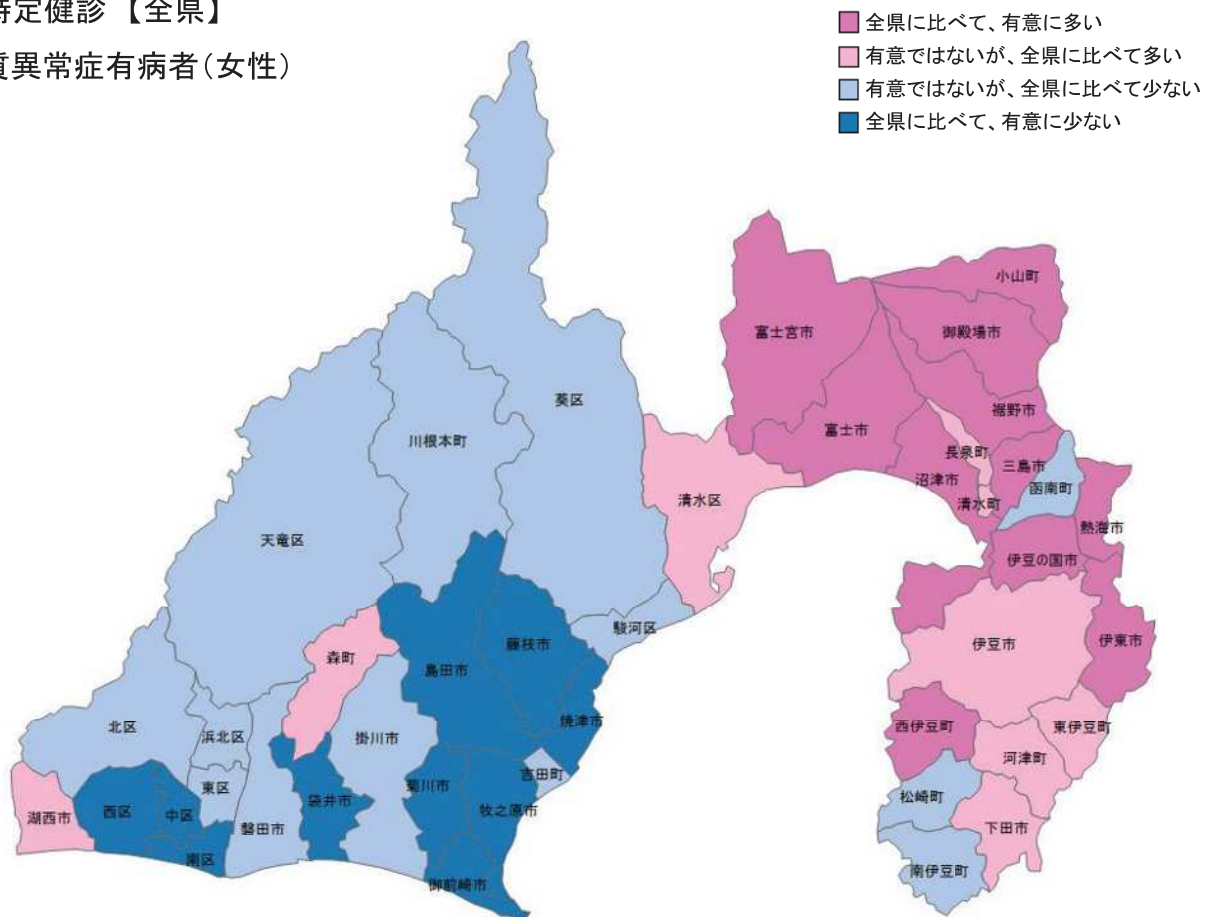 特定健診【全県】
質異常症有病者(女性)
全県に比べて、有意に多い
有意ではないが、全県に比べて多い
有意ではないが、全県に比べて少ない
全県に比べて、有意に少ない
小山町
富士宮市
御殿場市
葵区
裾野市
富士市
川根本町
長泉町
三島市
沼津市
函南町
清水区
清水町
熱海市
天竜区
伊豆の国市
駿河区
藤枝市
伊豆市
伊東市
森町
島田市
焼津市
北区
西伊豆町
東伊豆町
浜北区
掛川市
河津町
吉田町
東区
菊川市
松崎町
袋井市
西区
中区
牧之原市
湖西市
磐田市
下田市
南区
南伊豆町
御前崎市